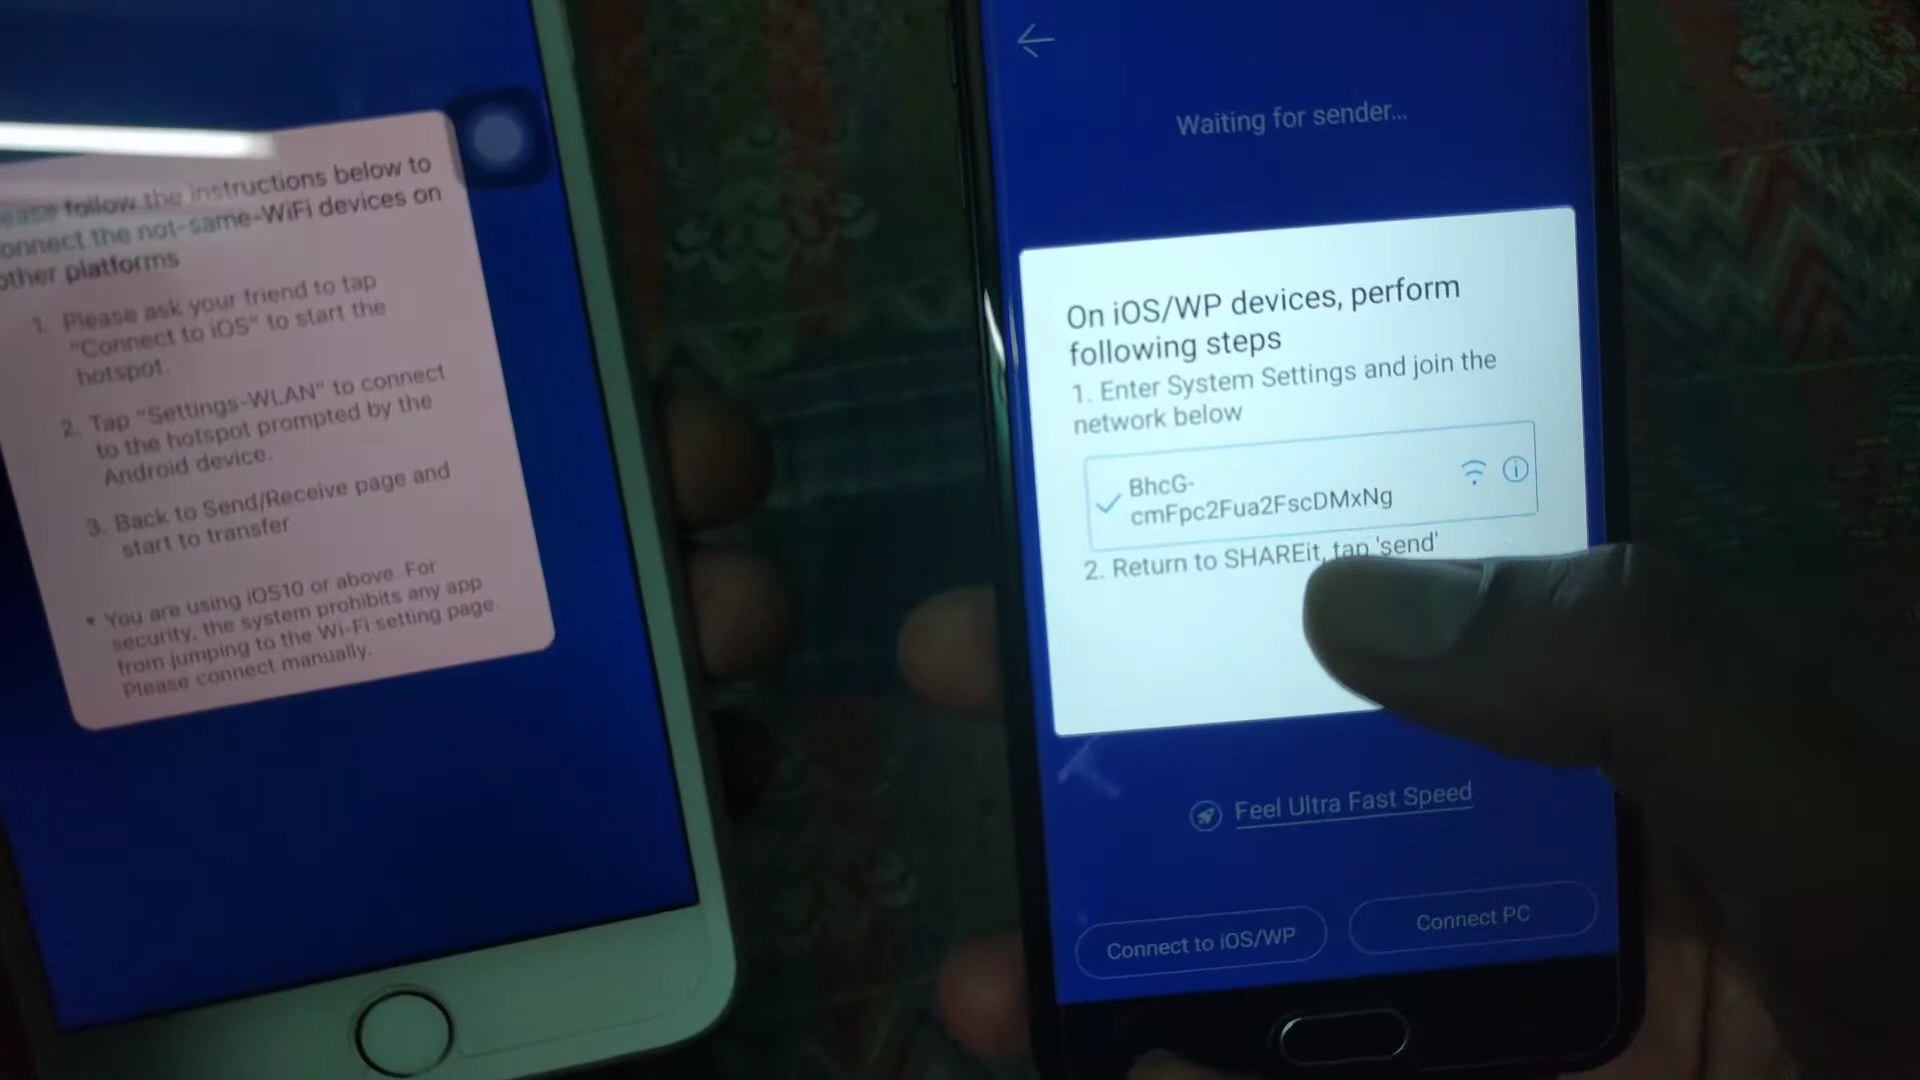 follow the instructions below to
connect the not-same-WiFi devices on
other platforms
1. Please ask your friend to tap
"Connect to iOS" to start the
hotspot.
2. Tap "Settings-WLAN" to connect
to the hotspot prompted by the
Android device.
3. Back to Send/Receive page and
start to transfer
• You are using iOS10 or above. For
security, the system prohibits any app
from jumping to the Wi-Fi setting page.
Please connect manually.
Waiting for sender...
On iOS/WP devices, perform
following steps
1. Enter System Settings and join the
network below
BhcG-
cmFpc2Fua2FscDMxNg
2. Return to SHAREit, tap 'send'
Feel Ultra Fast Speed
Connect to iOS/WP
Connect PC